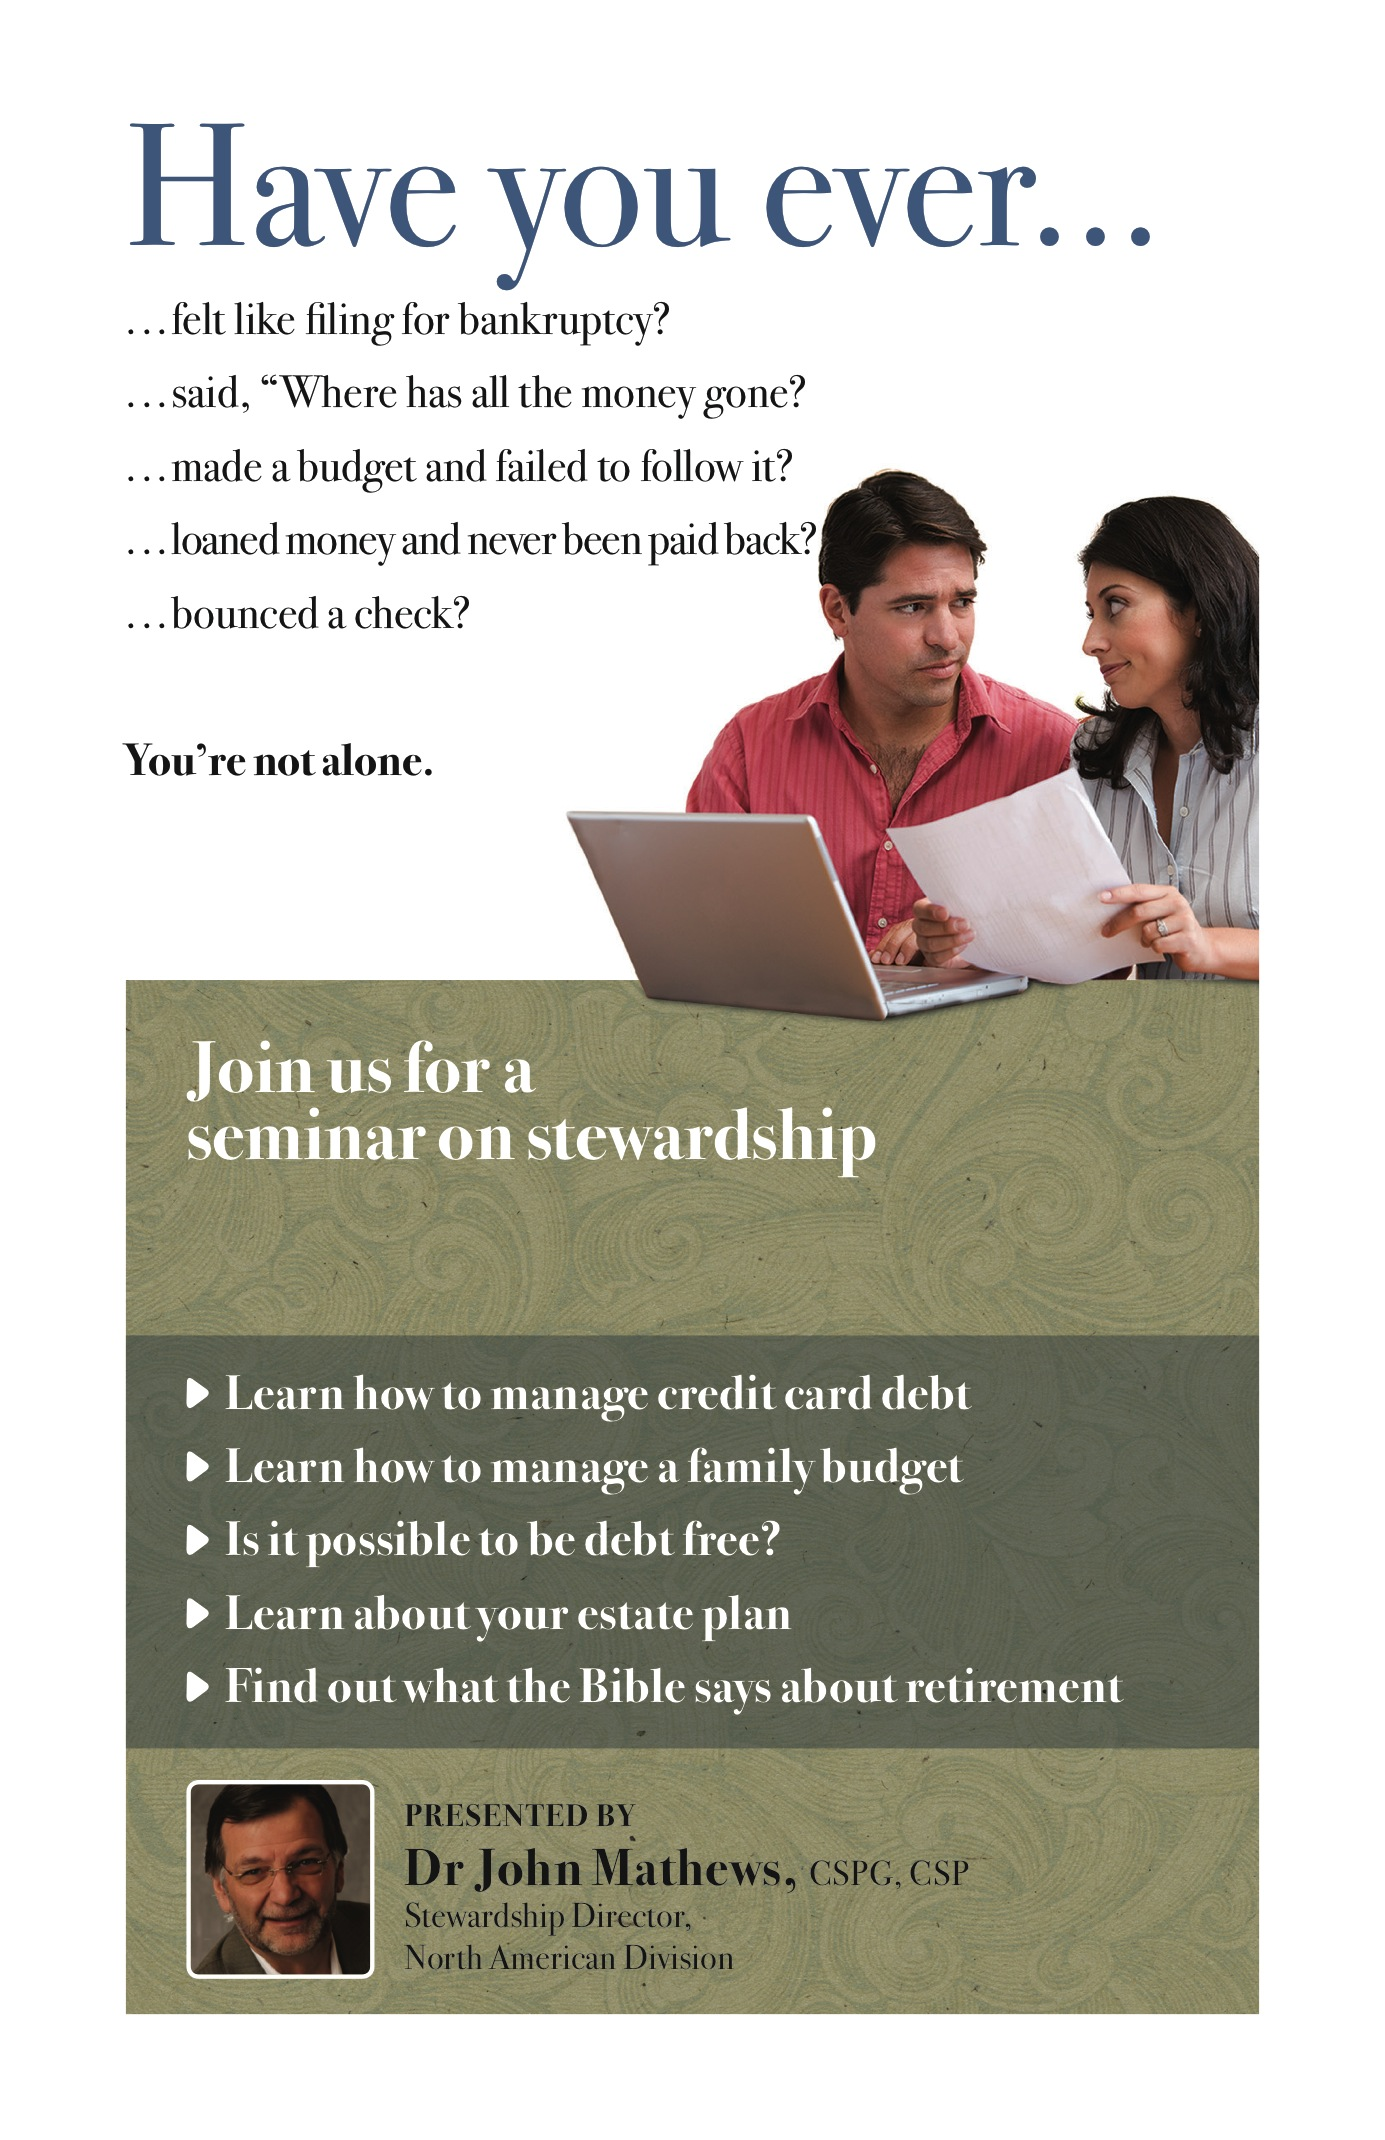 Have you ever...
...felt like filing for bankruptcy?
...said, “Where has all the money gone?
...made a budget and failed to follow it?
...loaned money and never been paid back?
...bounced a check?
You’re not alone.
Join us for a
seminar on stewardship
Learn how to manage credit card debt
Learn how to manage a family budget
Is it possible to be debt free?
Learn about your estate plan
Find out what the Bible says about retirement
PRESENTED BY
Dr John Mathews, CSPG, CSP
Stewardship Director,
North American Division